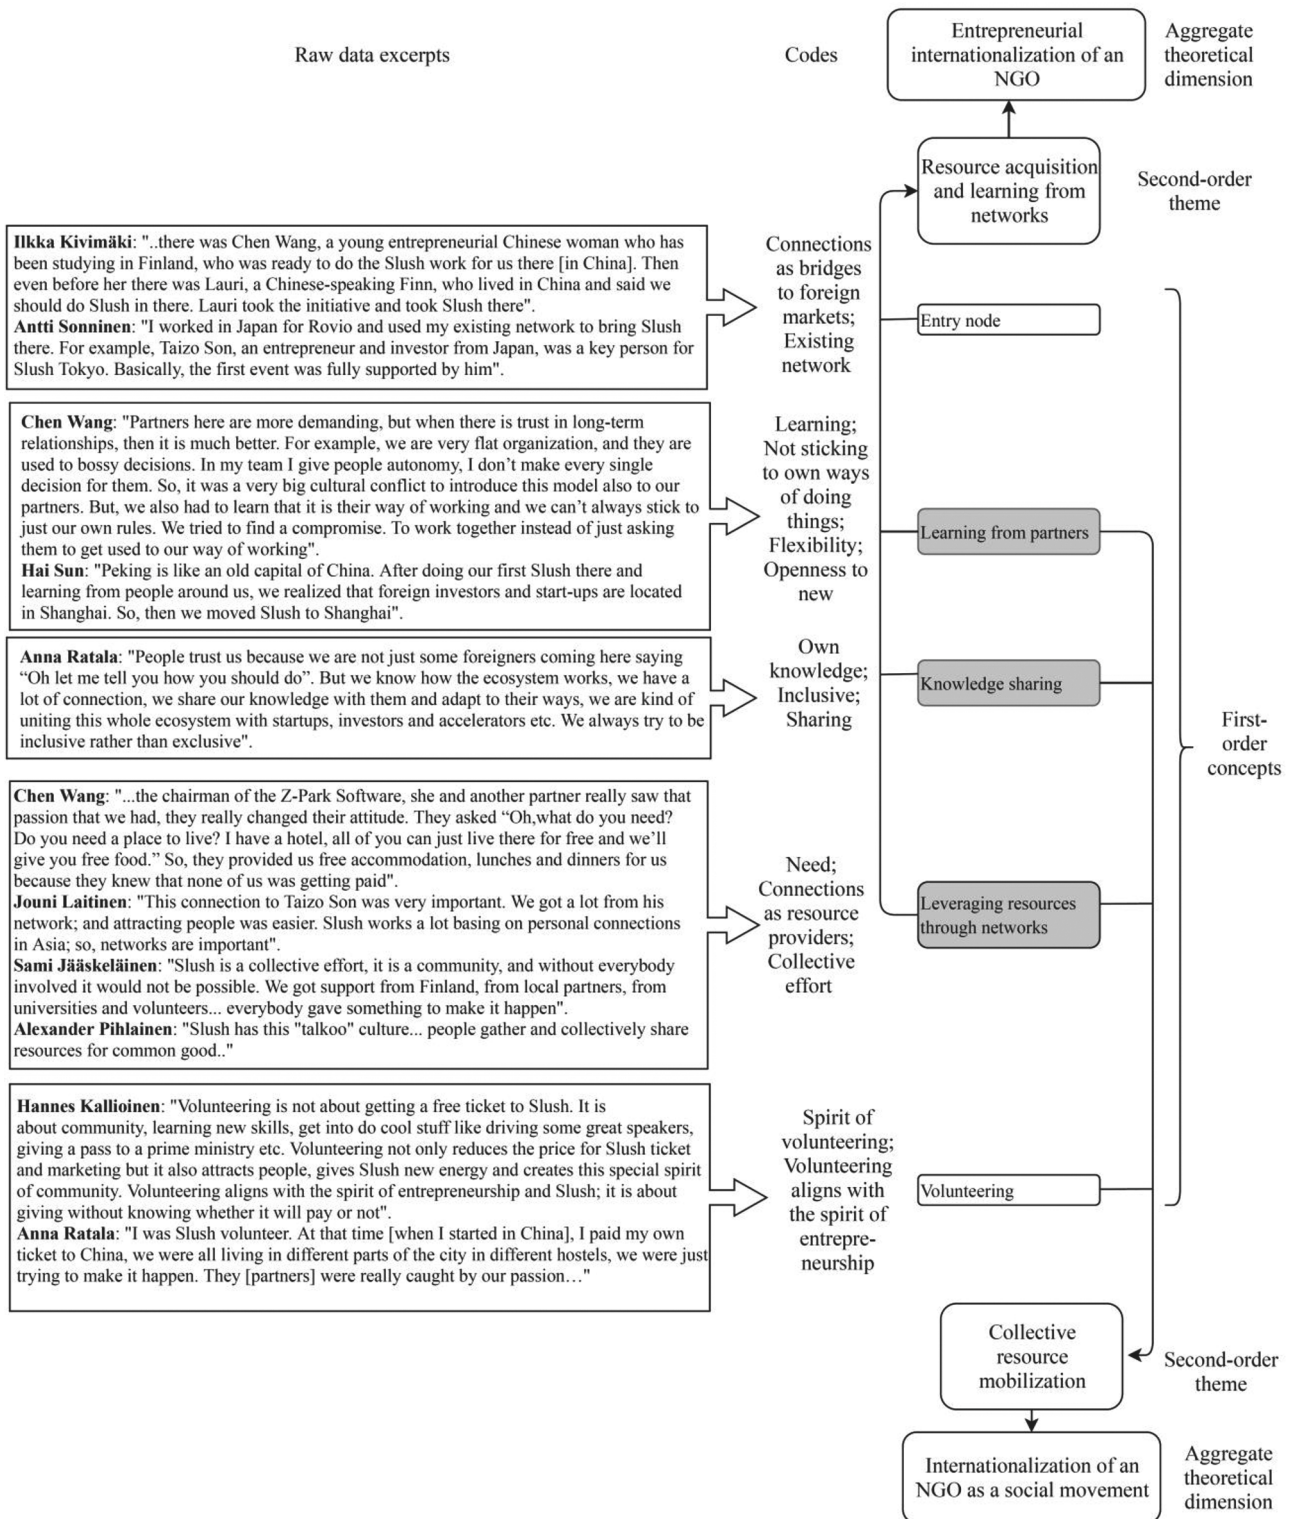 Raw data excerpts
Codes
Entrepreneurial
internationalization of an
NGO
Aggregate
theoretical
dimension
Resource acquisition
and learning from
networks
Second-order
theme
Ilkka Kivimäki: "..there was Chen Wang, a young entrepreneurial Chinese woman who has
been studying in Finland, who was ready to do the Slush work for us there [in China]. Then
even before her there was Lauri, a Chinese-speaking Finn, who lived in China and said we
should do Slush in there. Lauri took the initiative and took Slush there".
Antti Sonninen: "I worked in Japan for Rovio and used my existing network to bring Slush
there. For example, Taizo Son, an entrepreneur and investor from Japan, was a key person for
Slush Tokyo. Basically, the first event was fully supported by him".
Connections
as bridges
to foreign
markets;
Existing
network
Entry node
Chen Wang: "Partners here are more demanding, but when there is trust in long-term
relationships, then it is much better. For example, we are very flat organization, and they are
used to bossy decisions. In my team I give people autonomy, I don't make every single
decision for them. So, it was a very big cultural conflict to introduce this model also to our
partners. But, we also had to learn that it is their way of working and we can't always stick to
just our own rules. We tried to find a compromise. To work together instead of just asking
them to get used to our way of working".
Hai Sun: "Peking is like an old capital of China. After doing our first Slush there and
learning from people around us, we realized that foreign investors and start-ups are located
in Shanghai. So, then we moved Slush to Shanghai".
Learning;
Not sticking
to own ways
of doing
things;
Flexibility;
Openness to
new
Learning from partners
Anna Ratala: "People trust us because we are not just some foreigners coming here saying
“Oh let me tell you how you should do”. But we know how the ecosystem works, we have a
lot of connection, we share our knowledge with them and adapt to their ways, we are kind of
uniting this whole ecosystem with startups, investors and accelerators etc. We always try to be
inclusive rather than exclusive".
Own
knowledge;
Inclusive;
Sharing
Knowledge sharing
First-
order
concepts
Chen Wang: "...the chairman of the Z-Park Software, she and another partner really saw that
passion that we had, they really changed their attitude. They asked “Oh,what do you need?
Do you need a place to live? I have a hotel, all of you can just live there for free and we’ll
give you free food.” So, they provided us free accommodation, lunches and dinners for us
because they knew that none of us was getting paid".
Jouni Laitinen: "This connection to Taizo Son was very important. We got a lot from his
network; and attracting people was easier. Slush works a lot basing on personal connections
in Asia; so, networks are important".
Sami Jääskeläinen: "Slush is a collective effort, it is a community, and without everybody
involved it would not be possible. We got support from Finland, from local partners, from
universities and volunteers... everybody gave something to make it happen".
Alexander Pihlainen: "Slush has this "talkoo" culture... people gather and collectively share
resources for common good.."
Need;
Connections
as resource
providers;
Collective
effort
Leveraging resources
through networks
Hannes Kallioinen: "Volunteering is not about getting a free ticket to Slush. It is
about community, learning new skills, get into do cool stuff like driving some great speakers,
giving a pass to a prime ministry etc. Volunteering not only reduces the price for Slush ticket
and marketing but it also attracts people, gives Slush new energy and creates this special spirit
of community. Volunteering aligns with the spirit of entrepreneurship and Slush; it is about
giving without knowing whether it will pay or not".
Anna Ratala: "I was Slush volunteer. At that time [when I started in China], I paid my own
ticket to China, we were all living in different parts of the city in different hostels, we were just
trying to make it happen. They [partners] were really caught by our passion…"
Spirit of
volunteering;
Volunteering
aligns with
the spirit of
entrepre-
neurship
Volunteering
Collective
resource
mobilization
Second-order
theme
Internationalization of an
NGO as a social movement
Aggregate
theoretical
dimension